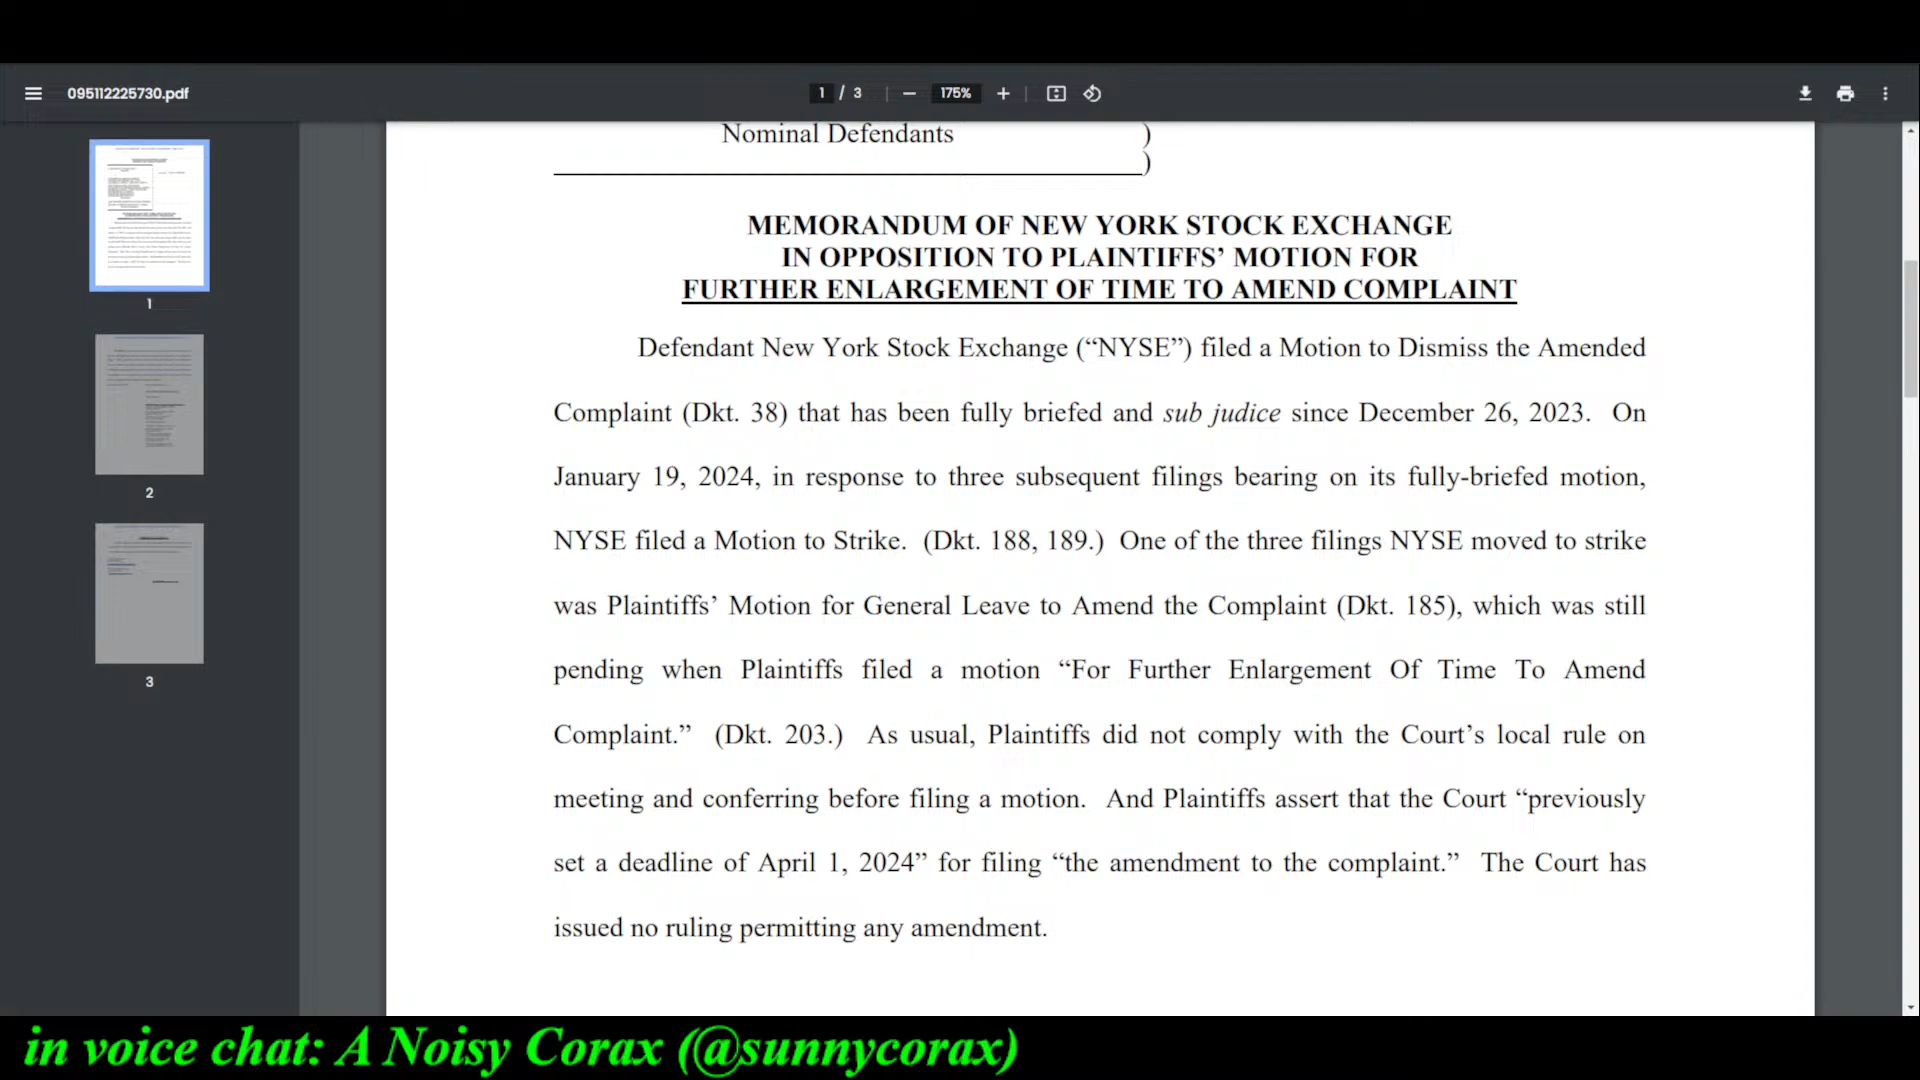 095112225730.pdf
1 / 3
175%
Nominal Defendants )
)
MEMORANDUM OF NEW YORK STOCK EXCHANGE
IN OPPOSITION TO PLAINTIFFS’ MOTION FOR
FURTHER ENLARGEMENT OF TIME TO AMEND COMPLAINT
Defendant New York Stock Exchange (“NYSE”) filed a Motion to Dismiss the Amended
Complaint (Dkt. 38) that has been fully briefed and sub judice since December 26, 2023. On
January 19, 2024, in response to three subsequent filings bearing on its fully-briefed motion,
NYSE filed a Motion to Strike. (Dkt. 188, 189.) One of the three filings NYSE moved to strike
was Plaintiffs’ Motion for General Leave to Amend the Complaint (Dkt. 185), which was still
pending when Plaintiffs filed a motion “For Further Enlargement Of Time To Amend
Complaint.” (Dkt. 203.) As usual, Plaintiffs did not comply with the Court’s local rule on
meeting and conferring before filing a motion. And Plaintiffs assert that the Court “previously
set a deadline of April 1, 2024” for filing “the amendment to the complaint.” The Court has
issued no ruling permitting any amendment.
1
2
3
in voice chat: A Noisy Corax (@sunnycorax)